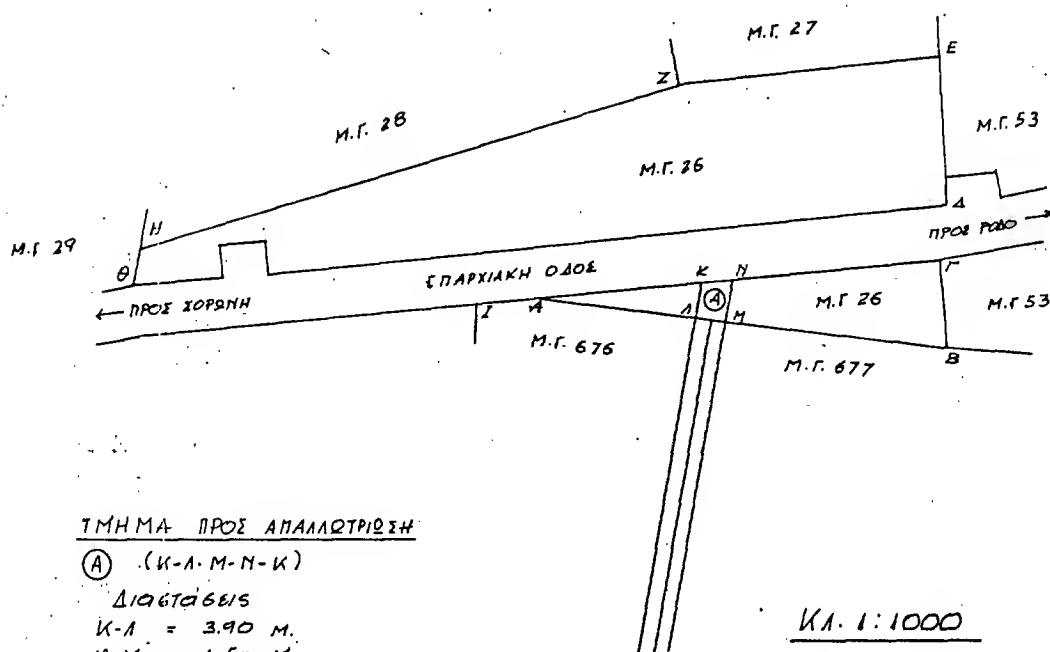 Μ.Γ. 27
Ζ
Ε
Μ.Γ. 28
Μ.Γ. 53
Μ.Γ. 26
Μ.Γ. 29
Η
Θ
Δ
ΠΡΟΣ ΡΟΔΟ →
ΕΠΑΡΧΙΑΚΗ ΟΔΟΣ
← ΠΡΟΣ ΧΟΡΩΝΗ
Κ Ν
Γ
Ι
Α
Λ
Α
Μ
Μ.Γ 26
Μ.Γ 53
Μ.Γ. 676
Μ.Γ. 677
Β
ΤΜΗΜΑ ΠΡΟΣ ΑΠΑΛΛΟΤΡΙΩΣΗ
Α (Κ-Λ-Μ-Ν-Κ)
Διαστάσεις
Κ-Λ = 3.90 Μ.
ΚΛ. 1:1000